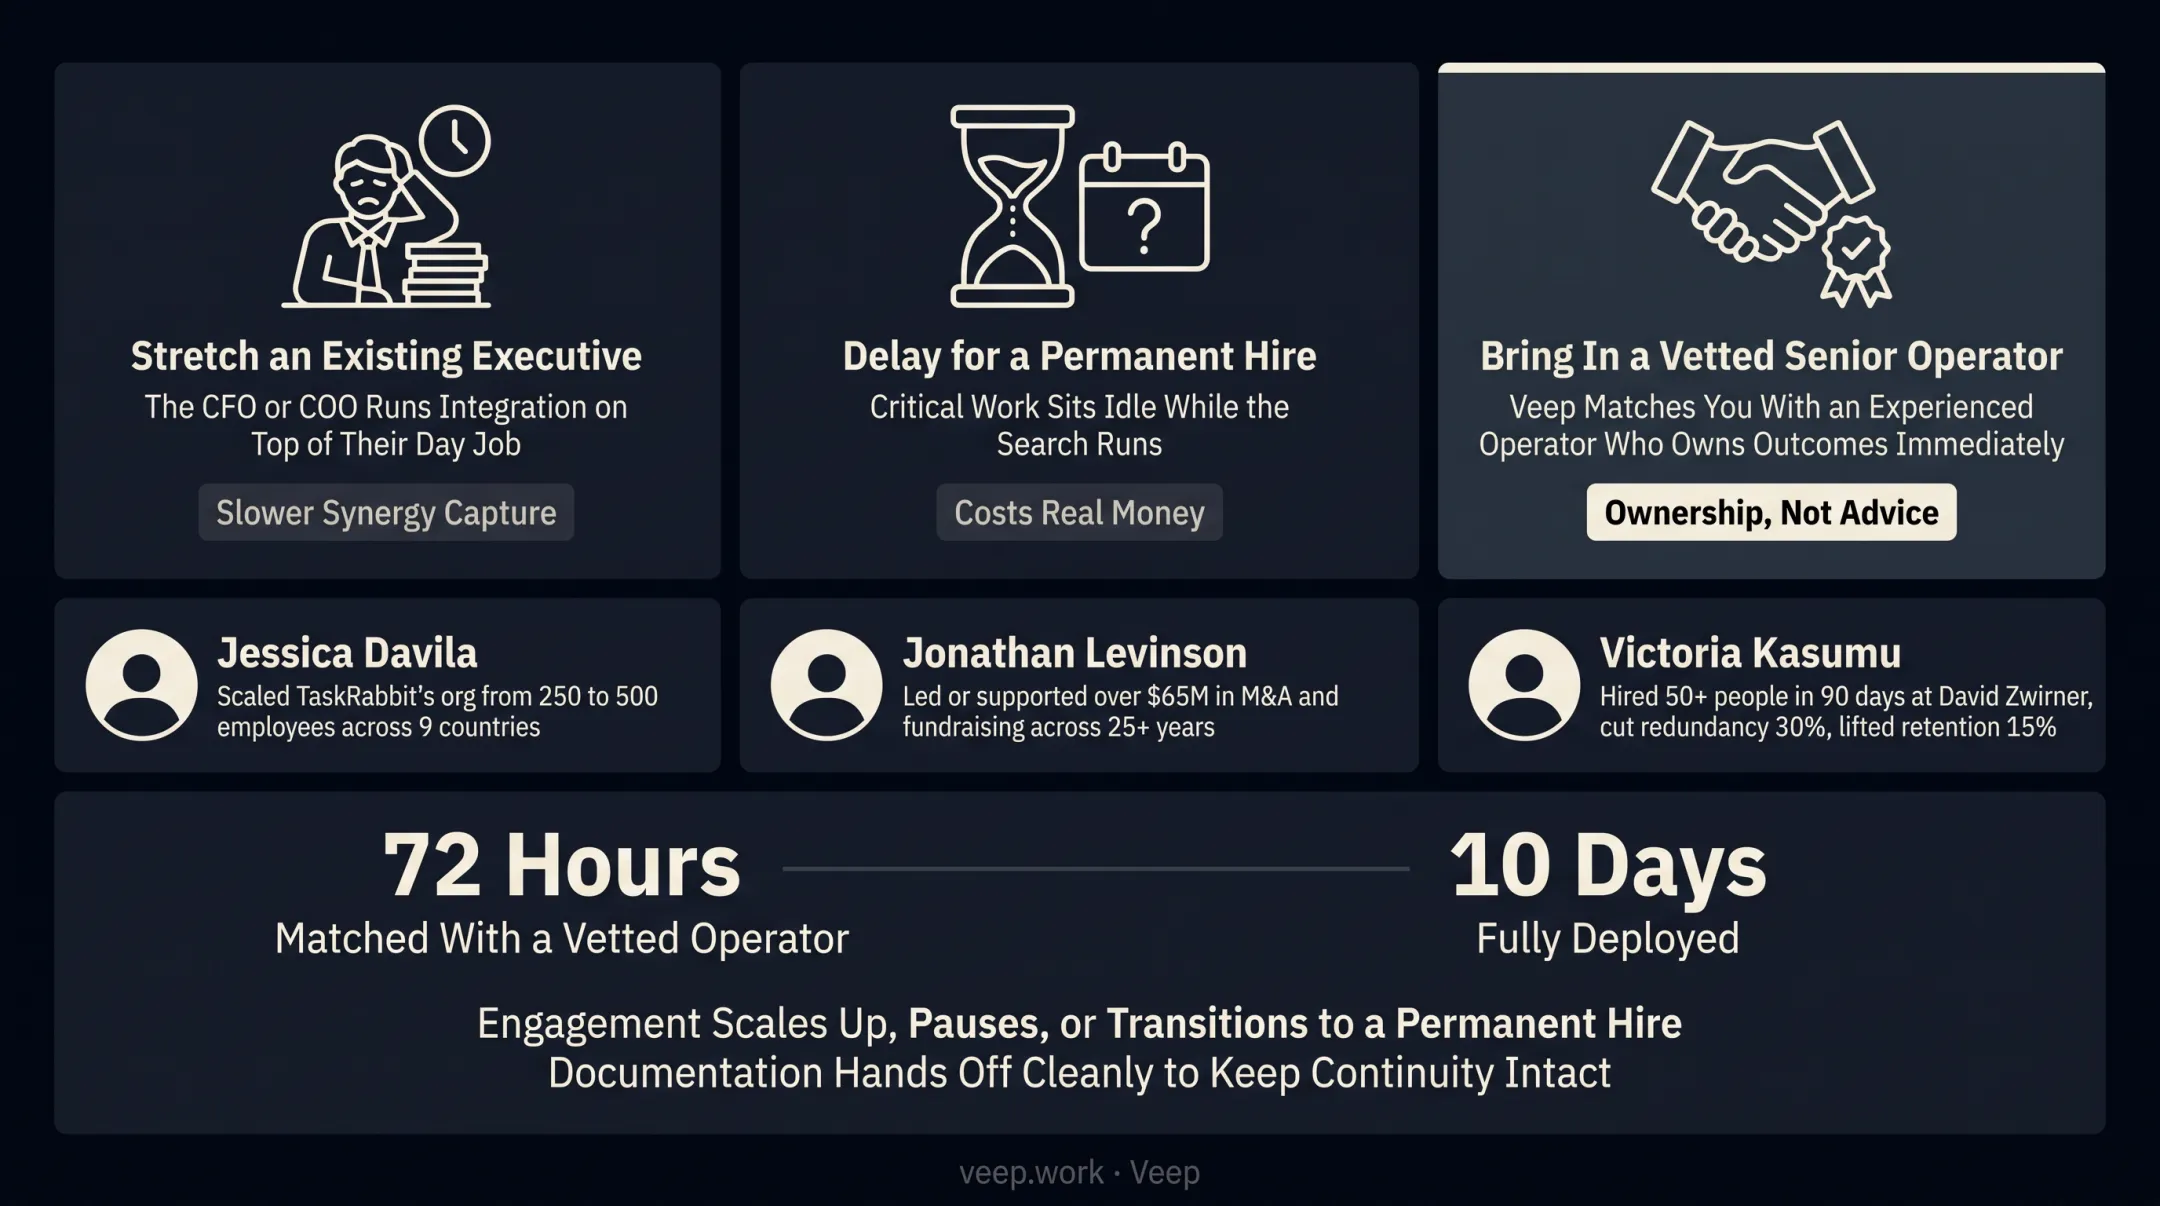 Stretch an Existing Executive
The CFO or COO Runs Integration on
Top of Their Day Job
Slower Synergy Capture
Delay for a Permanent Hire
Critical Work Sits Idle While the
Search Runs
Costs Real Money
?
Bring In a Vetted Senior Operator
Veep Matches You With an Experienced
Operator Who Owns Outcomes Immediately
Ownership, Not Advice
Jessica Davila
Scaled TaskRabbit’s org from 250 to 500
employees across 9 countries
Jonathan Levinson
Led or supported over $65M in M&A and
fundraising across 25+ years
Victoria Kasumu
Hired 50+ people in 90 days at David Zwirner,
cut redundancy 30%, lifted retention 15%
72 Hours
Matched With a Vetted Operator
10 Days
Fully Deployed
Engagement Scales Up, Pauses, or Transitions to a Permanent Hire
Documentation Hands Off Cleanly to Keep Continuity Intact
veep.work · Veep